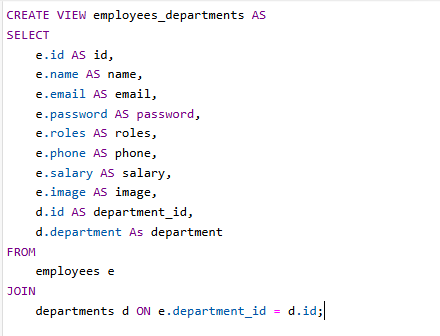 CREATE VIEW employees_departments AS
SELECT
    e.id AS id,
    e.name AS name,
    e.email AS email,
    e.password AS password,
    e.roles AS roles,
    e.phone AS phone,
    e.salary AS salary,
    e.image AS image,
    d.id AS department_id,
    d.department As department
FROM
    employees e
JOIN
    departments d ON e.department_id = d.id;